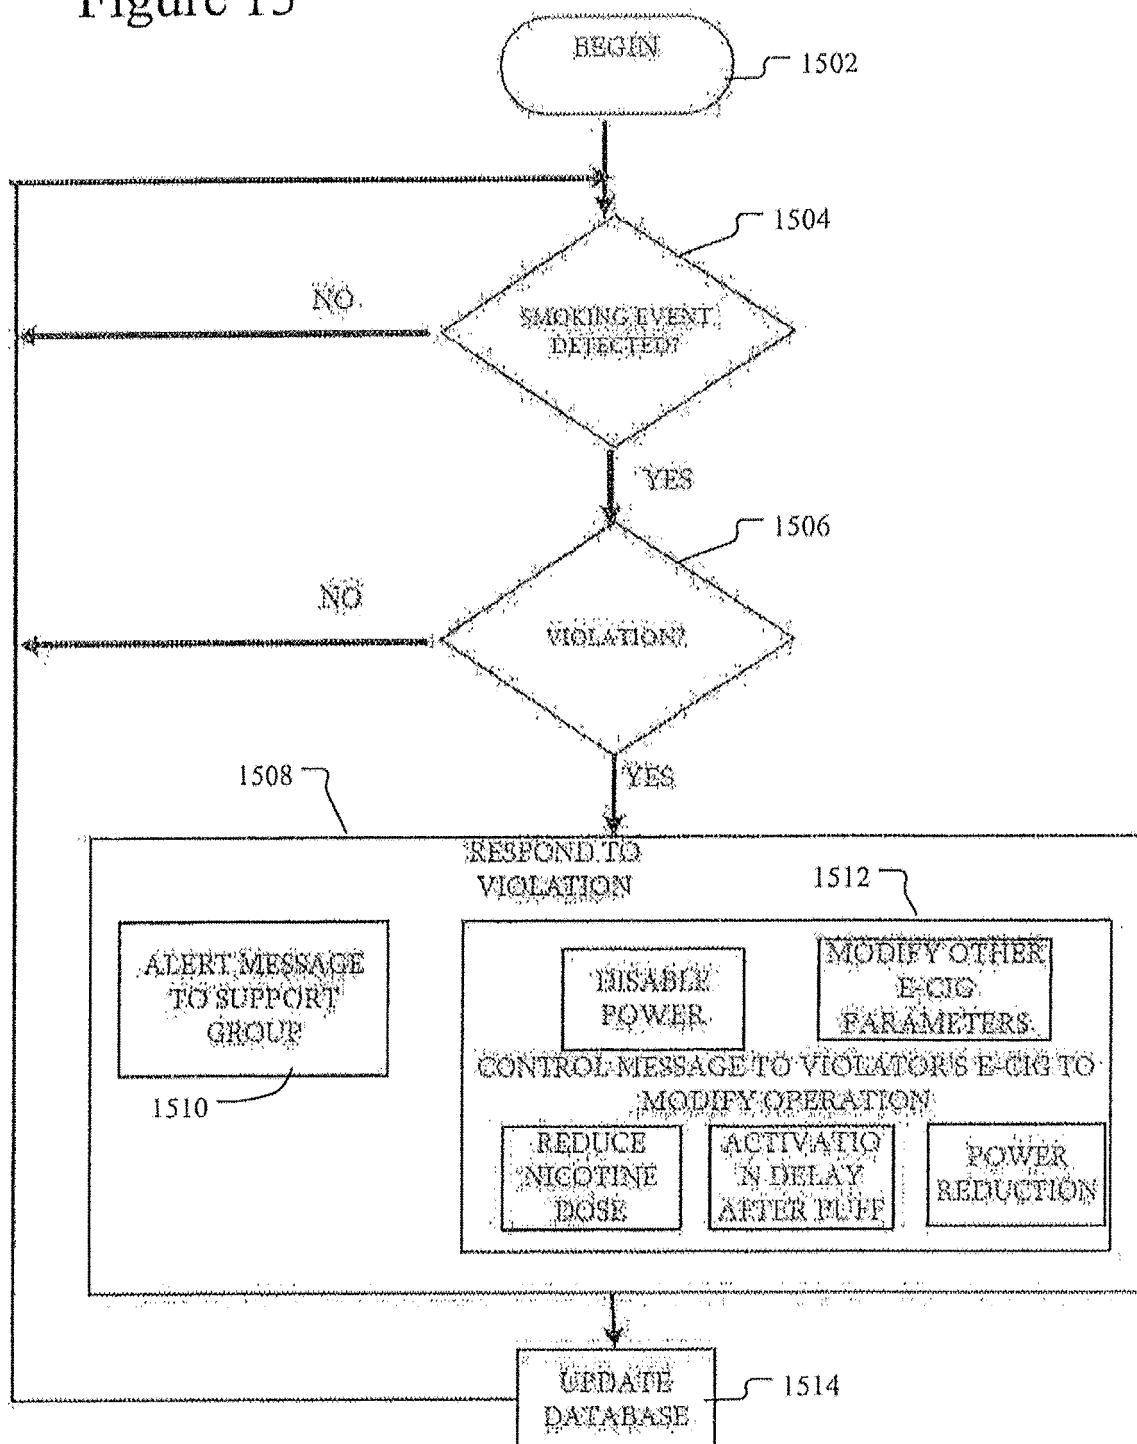 Figure 15
BEGIN
1502
1504
NO
SMOKING EVENT
DETECTED?
YES
1506
NO
VIOLATION?
YES
1508
RESPOND TO
VIOLATION
1512
ALERT MESSAGE
TO SUPPORT
GROUP
1510
DISABLE
POWER
MODIFY OTHER
E-CIG
PARAMETERS
CONTROL MESSAGE TO VIOLATOR'S E-CIG TO
MODIFY OPERATION
REDUCE
NICOTINE
DOSE
ACTIVATIO
N DELAY
AFTER PUFF
POWER
REDUCTION
UPDATE
DATABASE
1514